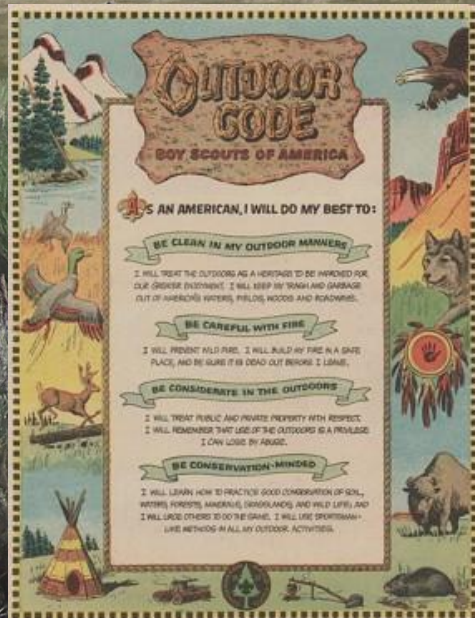 OUTDOOR
CODE
BOY SCOUTS OF AMERICA
AS AN AMERICAN, I WILL DO MY BEST TO:
BE CLEAN IN MY OUTDOOR MANNERS
I WILL TREAT THE OUTDOORS AS A HERITAGE TO BE IMPROVED FOR
OUR GREATER ENJOYMENT. I WILL KEEP MY TRASH AND GARBAGE
OUT OF AMERICA'S WATERS, FIELDS, WOODS AND ROADWAYS.
BE CAREFUL WITH FIRE
I WILL PREVENT WILD FIRE. I WILL BUILD MY FIRE IN A SAFE
PLACE, AND BE SURE IT IS DEAD OUT BEFORE I LEAVE.
BE CONSIDERATE IN THE OUTDOORS
I WILL TREAT PUBLIC AND PRIVATE PROPERTY WITH RESPECT.
I WILL REMEMBER THAT USE OF THE OUTDOORS IS A PRIVILEGE
I CAN LOSE BY ABUSE.
BE CONSERVATION-MINDED
I WILL LEARN HOW TO PRACTICE GOOD CONSERVATION OF SOIL,
WATERS, FORESTS, MINERALS, GRASSLANDS, AND WILD LIFE; AND
I WILL URGE OTHERS TO DO THE SAME. I WILL USE SPORTSMAN-
LIKE METHODS IN ALL MY OUTDOOR ACTIVITIES.